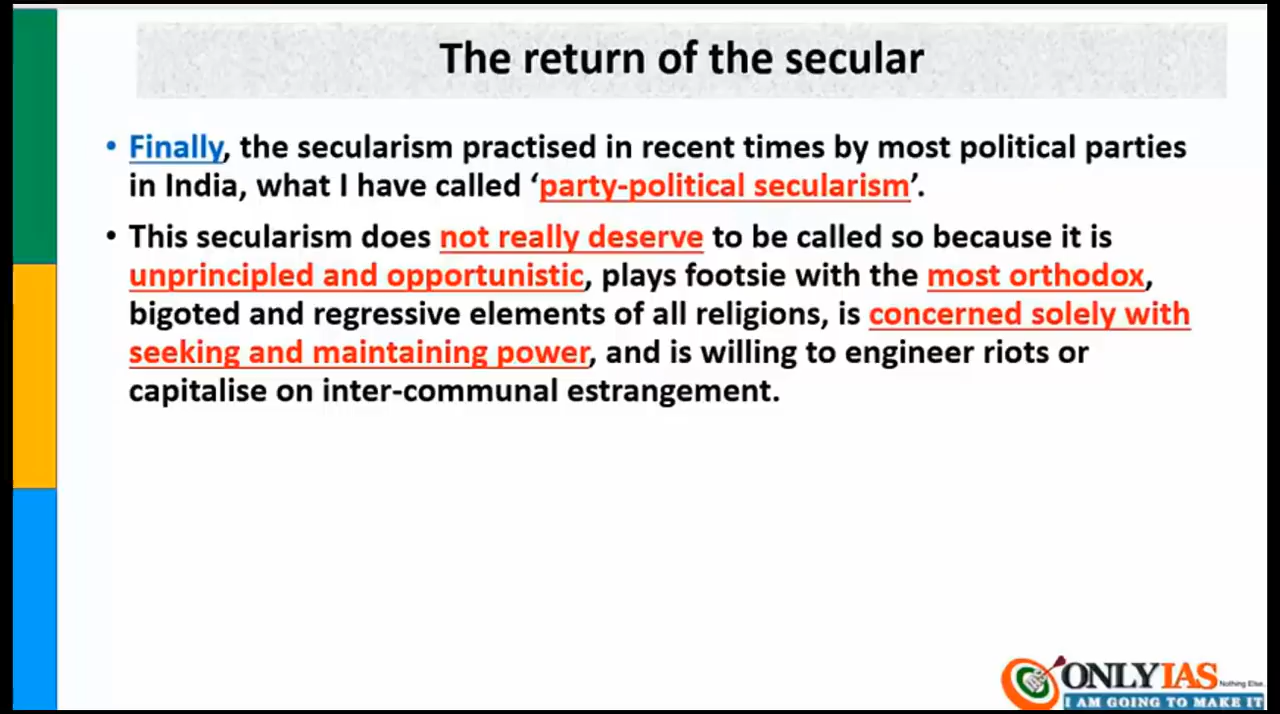 The return of the secular
• Finally, the secularism practised in recent times by most political parties
in India, what I have called ‘party-political secularism’.
• This secularism does not really deserve to be called so because it is
unprincipled and opportunistic, plays footsie with the most orthodox,
bigoted and regressive elements of all religions, is concerned solely with
seeking and maintaining power, and is willing to engineer riots or
capitalise on inter-communal estrangement.
ONLY IAS
Nothing Else..
I AM GOING TO MAKE IT